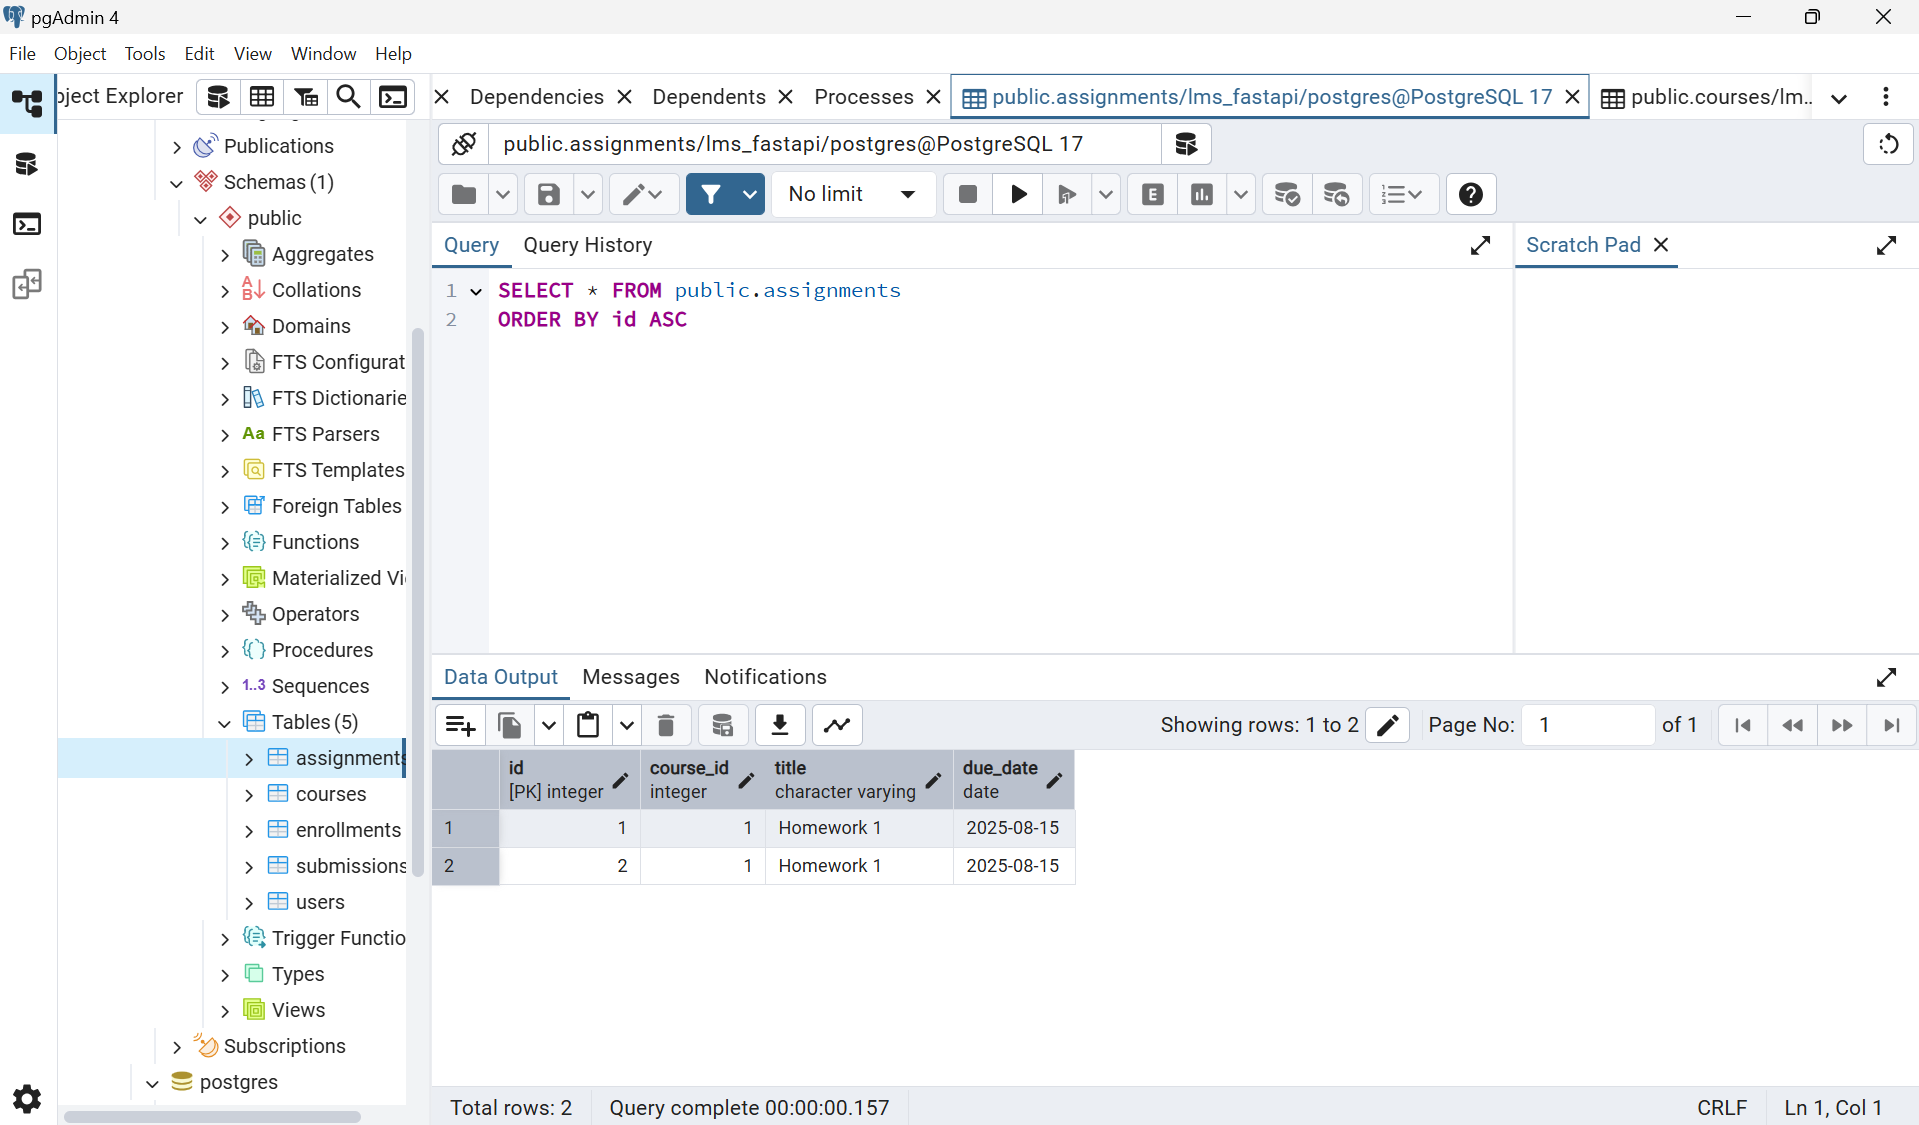 pgAdmin 4
File Object Tools Edit View Window Help
bject Explorer
Dependencies
Dependents
Processes
public.assignments/lms_fastapi/postgres@PostgreSQL 17
public.courses/lm...
public.assignments/lms_fastapi/postgres@PostgreSQL 17
No limit
E
Query
Query History
Scratch Pad
1 SELECT * FROM public.assignments
2 ORDER BY id ASC
Publications
Schemas (1)
public
Aggregates
Collations
Domains
FTS Configurat
FTS Dictionarie
Aa FTS Parsers
FTS Templates
Foreign Tables
Functions
Materialized Vi
Operators
Procedures
1..3 Sequences
Tables (5)
assignments
courses
enrollments
submissions
users
Trigger Functio
Types
Views
Subscriptions
postgres
Data Output
Messages
Notifications
Showing rows: 1 to 2
Page No: 1 of 1
id course_id title due_date
[PK] integer integer character varying date
1 1 1 Homework 1 2025-08-15
2 2 1 Homework 1 2025-08-15
Total rows: 2
Query complete 00:00:00.157
CRLF
Ln 1, Col 1